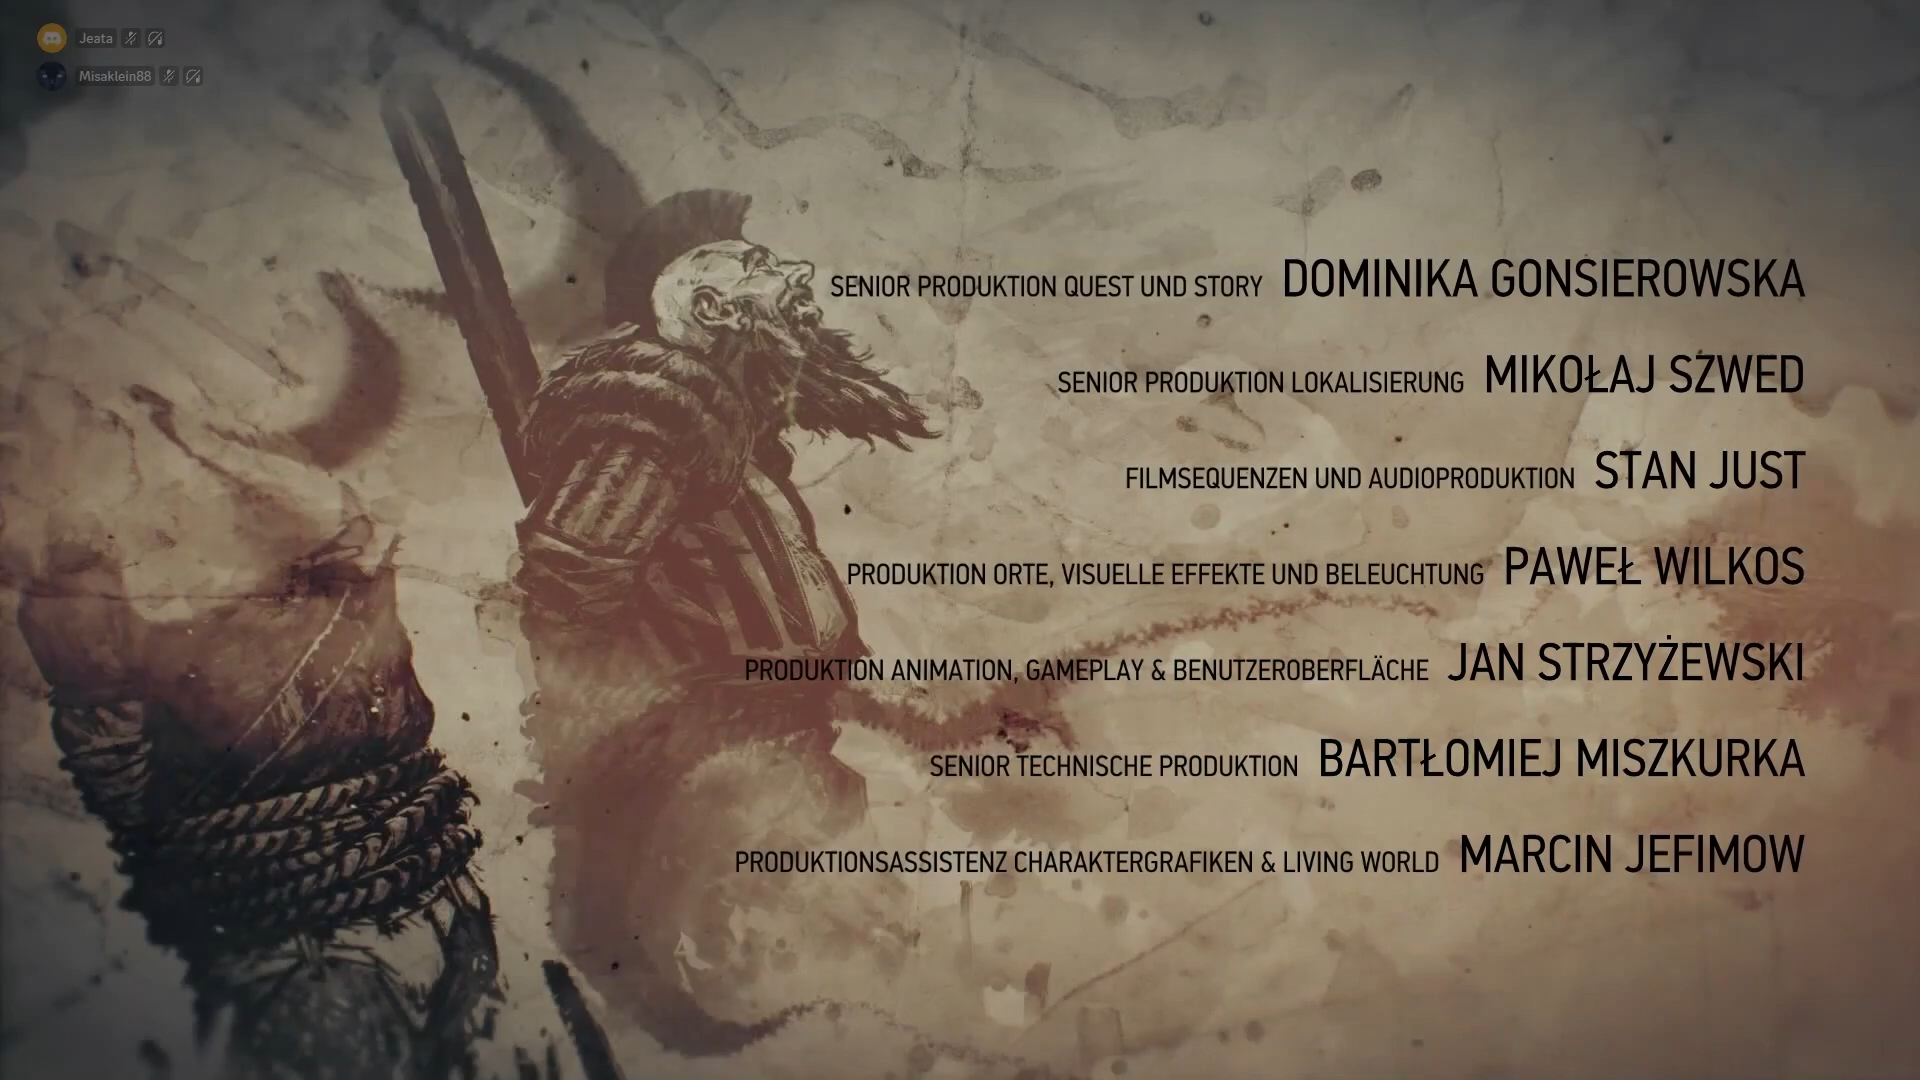 Jeata
Misaklein88
SENIOR PRODUKTION QUEST UND STORY DOMINIKA GONSIEROWSKA
SENIOR PRODUKTION LOKALISIERUNG MIKOŁAJ SZWED
FILMSEQUENZEN UND AUDIOPRODUKTION STAN JUST
PRODUKTION ORTE, VISUELLE EFFEKTE UND BELEUCHTUNG PAWEŁ WILKOS
PRODUKTION ANIMATION, GAMEPLAY & BENUTZEROBERFLÄCHE JAN STRZYŻEWSKI
SENIOR TECHNISCHE PRODUKTION BARTŁOMIEJ MISZKURKA
PRODUKTIONSASSISTENZ CHARAKTERGRAFIKEN & LIVING WORLD MARCIN JEFIMOW